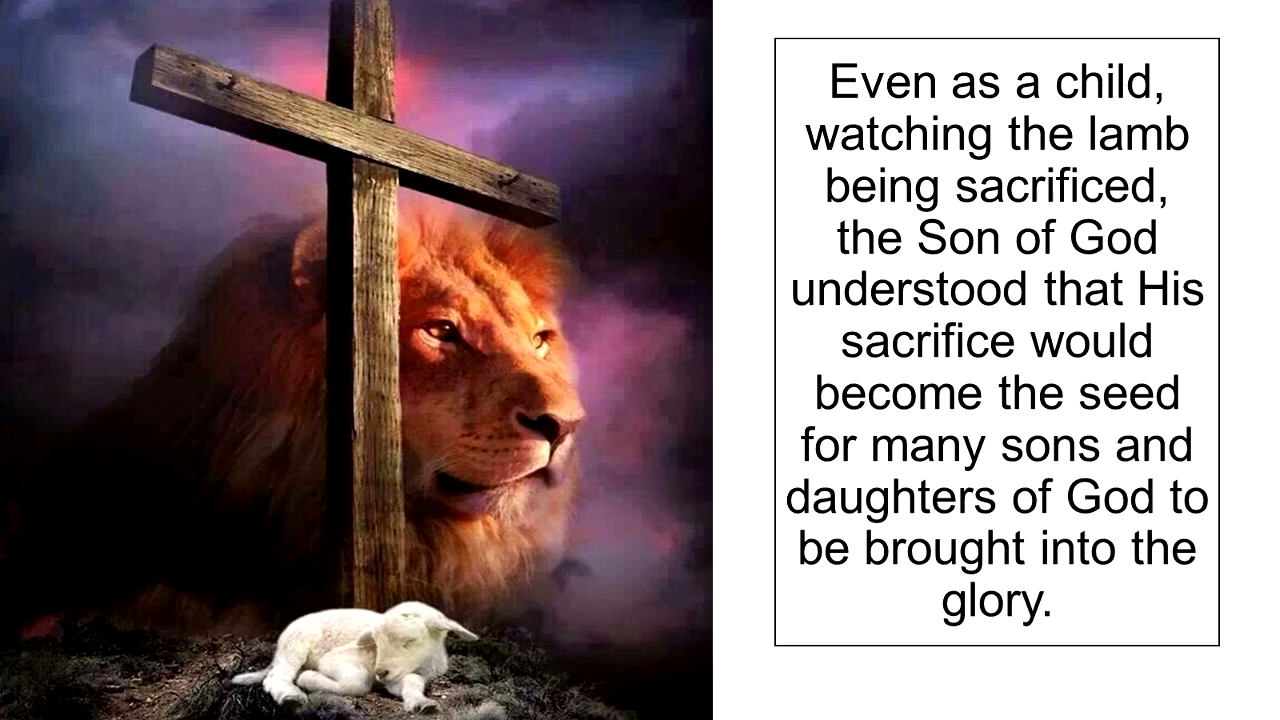 Even as a child,
watching the lamb
being sacrificed,
the Son of God
understood that His
sacrifice would
become the seed
for many sons and
daughters of God to
be brought into the
glory.